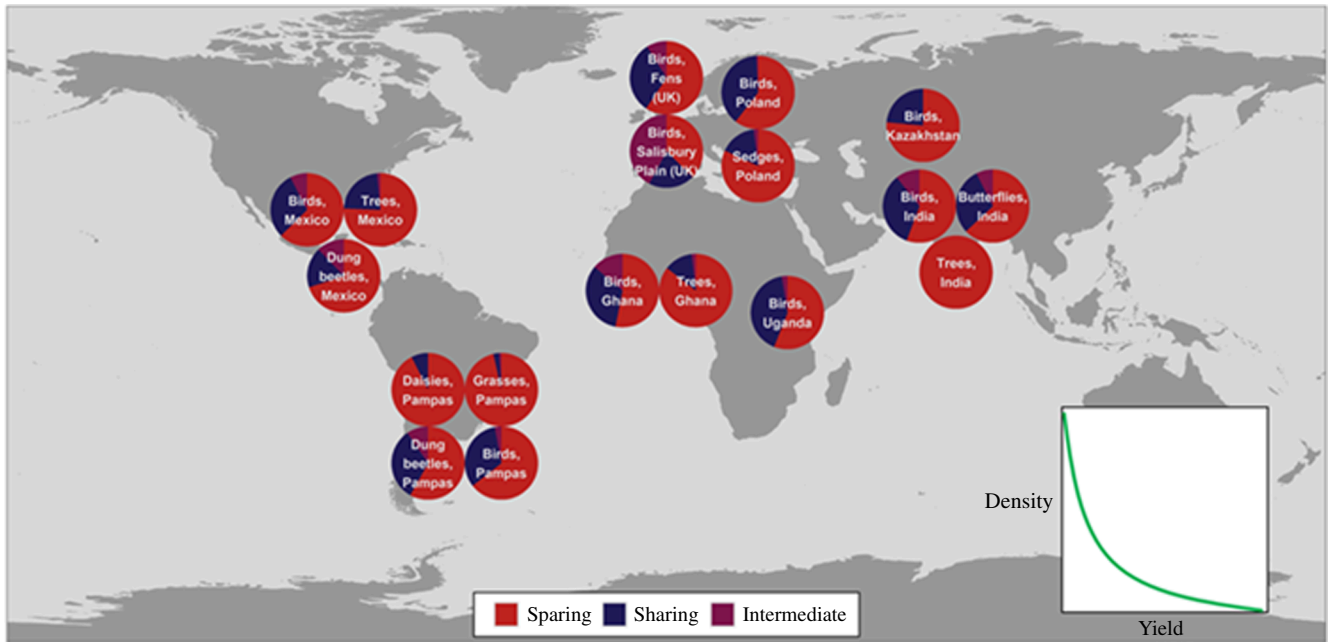 Birds,
Fens
(UK)
Birds,
Poland
Birds,
Kazakhstan
Birds,
Salisbury
Plain (UK)
Sedges,
Poland
Birds,
Mexico
Trees,
Mexico
Birds,
India
Butterflies,
India
Dung
beetles,
Mexico
Birds,
Ghana
Trees,
Ghana
Birds,
Uganda
Trees,
India
Daisies,
Pampas
Grasses,
Pampas
Dung
beetles,
Pampas
Birds,
Pampas
Density
Yield
Sparing Sharing Intermediate